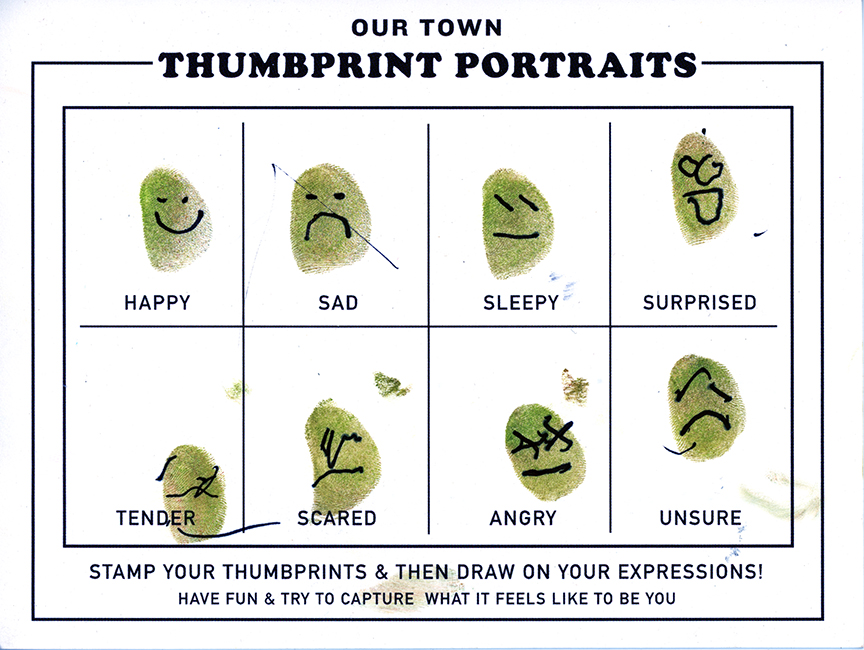 OUR TOWN
THUMBPRINT PORTRAITS
HAPPY
SAD
SLEEPY
SURPRISED
TENDER
SCARED
ANGRY
UNSURE
STAMP YOUR THUMBPRINTS & THEN DRAW ON YOUR EXPRESSIONS!
HAVE FUN & TRY TO CAPTURE WHAT IT FEELS LIKE TO BE YOU